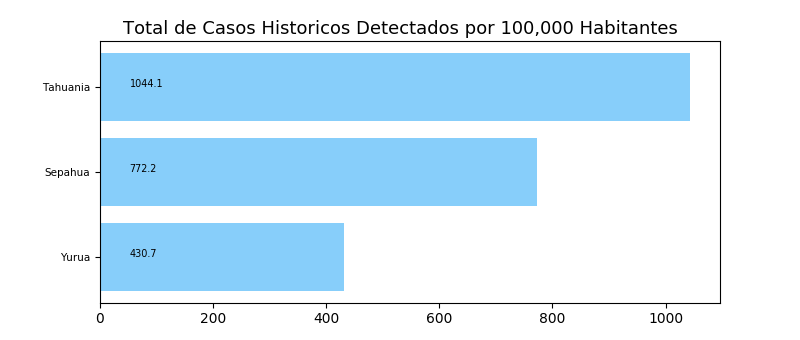 Total de Casos Historicos Detectados por 100,000 Habitantes
Tahuania 1044.1
Sepahua 772.2
Yurua 430.7
0 200 400 600 800 1000